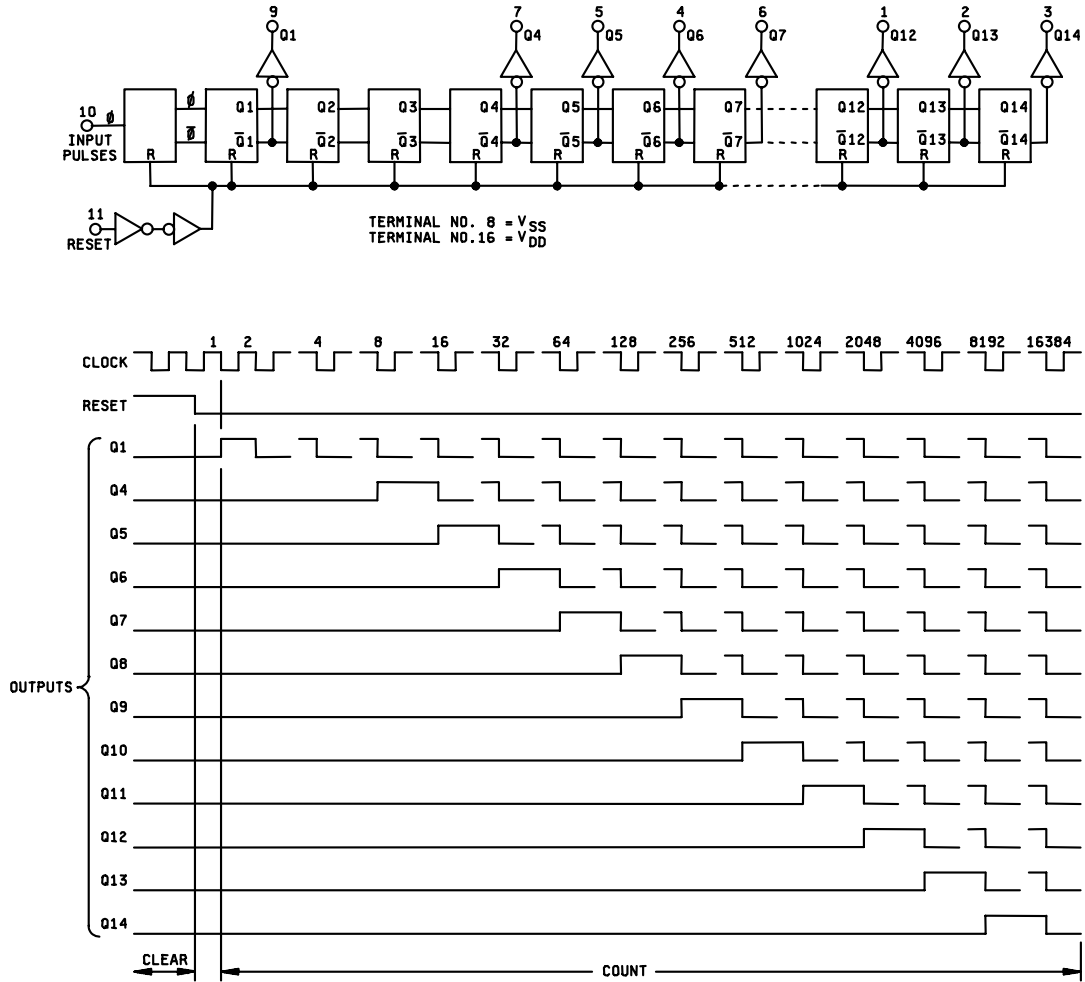 9 7 5 4 6 1 2 3
Q1 Q4 Q5 Q6 Q7 Q12 Q13 Q14
10 Ø Ø Q1 Q2 Q3 Q4 Q5 Q6 Q7 Q12 Q13 Q14
INPUT PULSES
Ø̅ Q̅1 Q̅2 Q̅3 Q̅4 Q̅5 Q̅6 Q̅7 Q̅12 Q̅13 Q̅14
R R R R R R R R R R R
11
RESET
TERMINAL NO. 8 = VSS
TERMINAL NO.16 = VDD
1 2 4 8 16 32 64 128 256 512 1024 2048 4096 8192 16384
CLOCK
RESET
Q1
Q4
Q5
Q6
Q7
Q8
OUTPUTS
Q9
Q10
Q11
Q12
Q13
Q14
CLEAR
COUNT